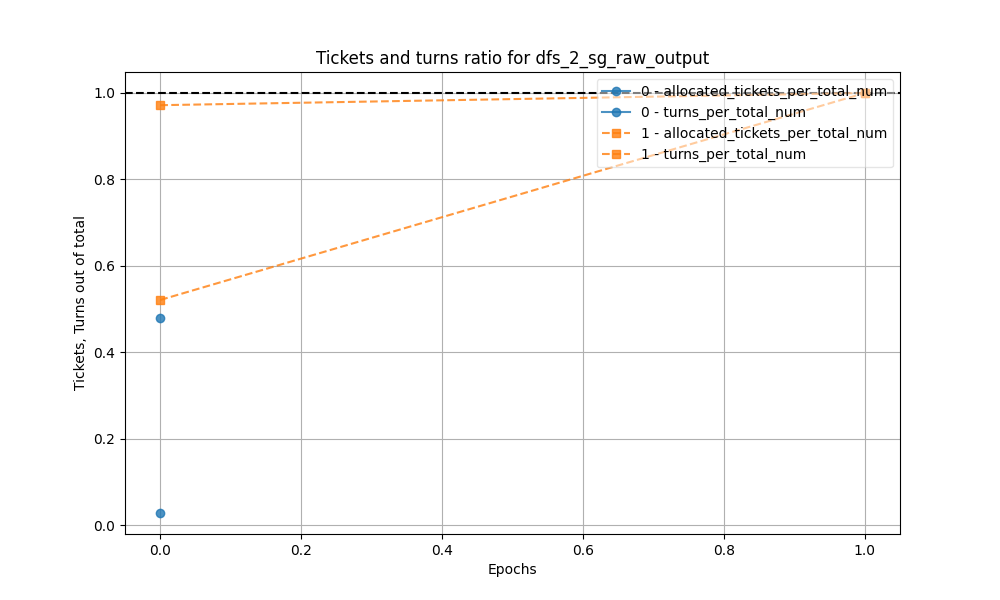 Tickets and turns ratio for dfs_2_sg_raw_output
1.0
0.8
0.6
0.4
0.2
0.0
Tickets, Turns out of total
0 - allocated_tickets_per_total_num
0 - turns_per_total_num
1 - allocated_tickets_per_total_num
1 - turns_per_total_num
0.0 0.2 0.4 0.6 0.8 1.0
Epochs